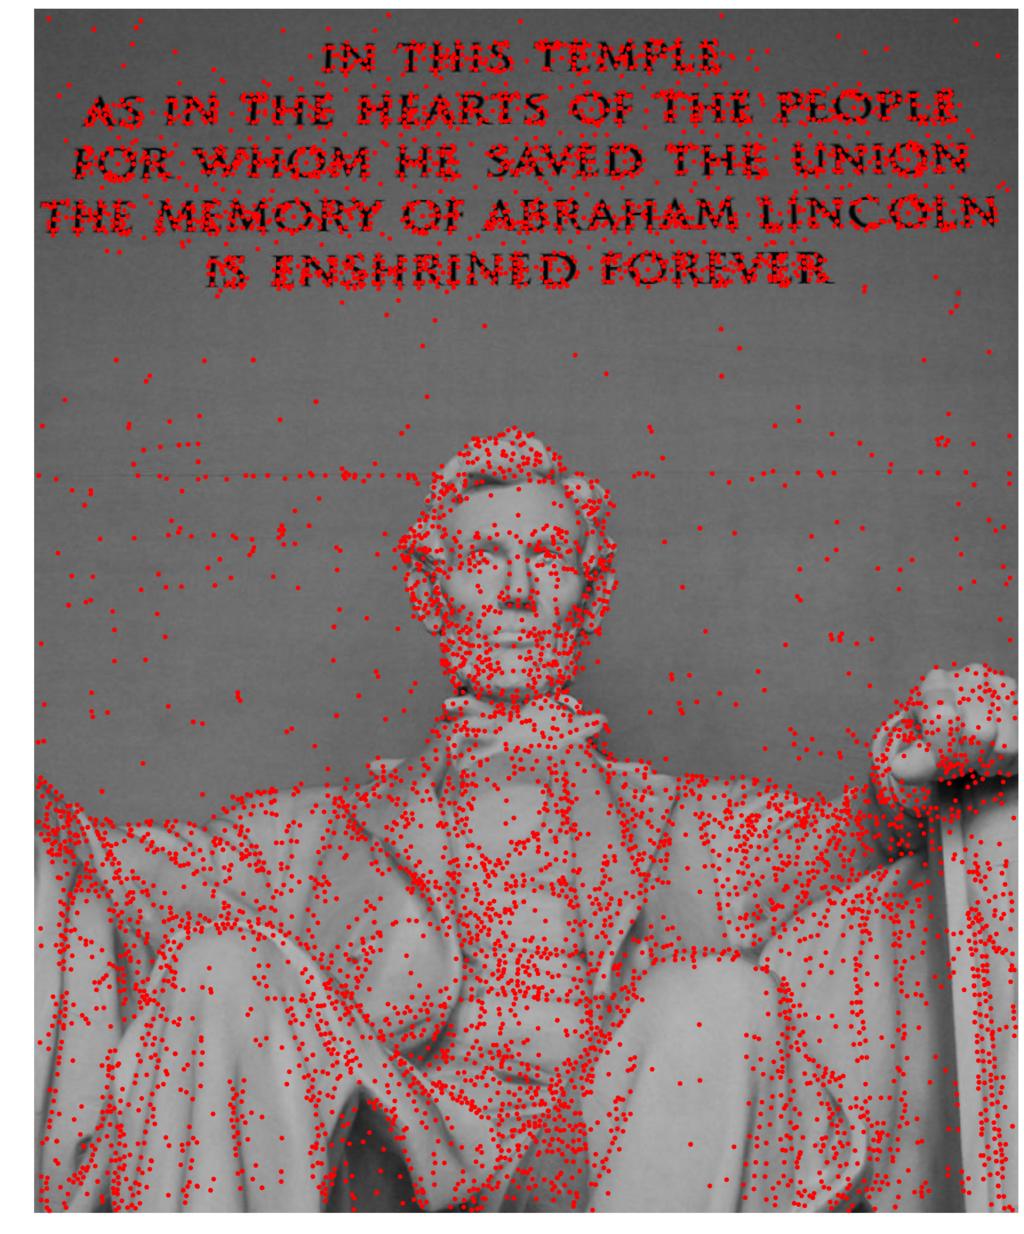 IN THIS TEMPLE
AS IN THE HEARTS OF THE PEOPLE
FOR WHOM HE SAVED THE UNION
THE MEMORY OF ABRAHAM LINCOLN
IS ENSHRINED FOREVER